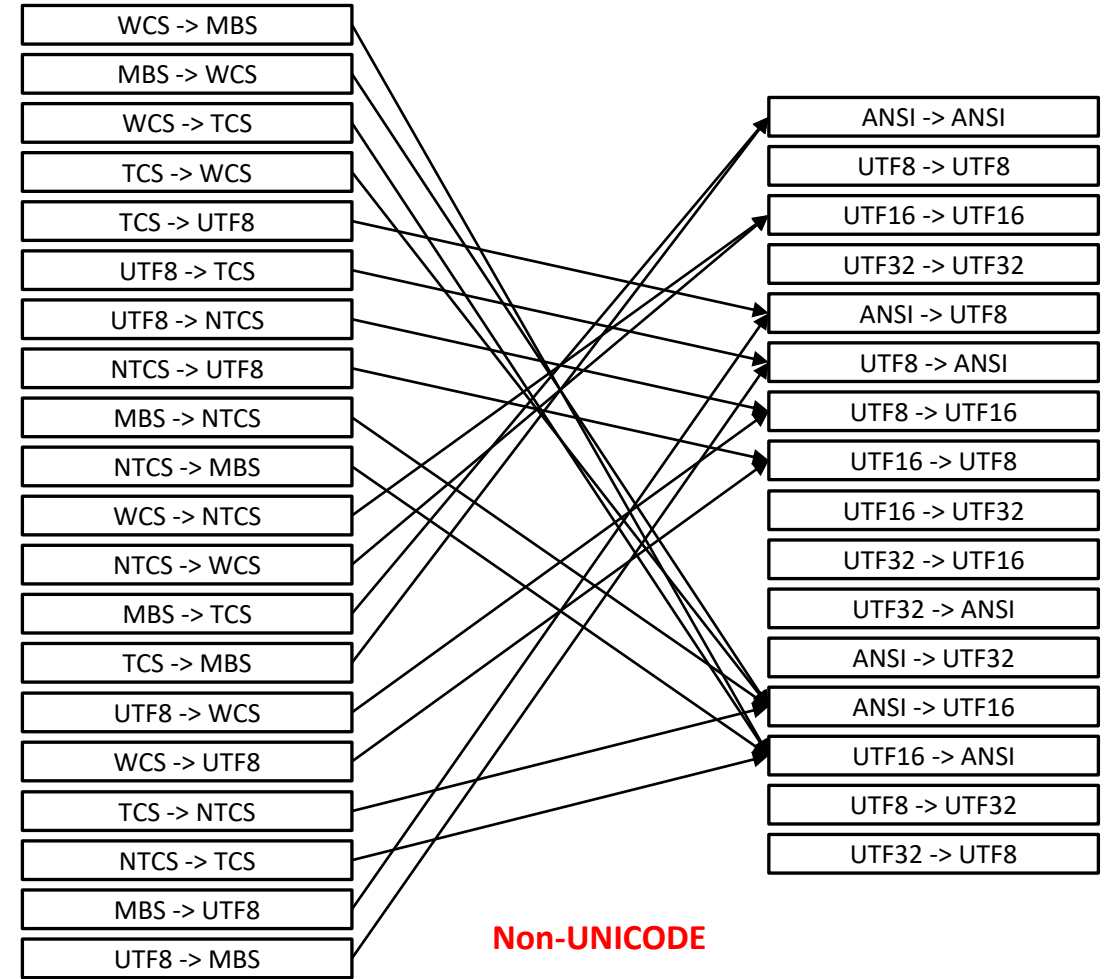 WCS -> MBS
MBS -> WCS
WCS -> TCS
TCS -> WCS
TCS -> UTF8
UTF8 -> TCS
UTF8 -> NTCS
NTCS -> UTF8
MBS -> NTCS
NTCS -> MBS
WCS -> NTCS
NTCS -> WCS
MBS -> TCS
TCS -> MBS
UTF8 -> WCS
WCS -> UTF8
TCS -> NTCS
NTCS -> TCS
MBS -> UTF8
UTF8 -> MBS
ANSI -> ANSI
UTF8 -> UTF8
UTF16 -> UTF16
UTF32 -> UTF32
ANSI -> UTF8
UTF8 -> ANSI
UTF8 -> UTF16
UTF16 -> UTF8
UTF16 -> UTF32
UTF32 -> UTF16
UTF32 -> ANSI
ANSI -> UTF32
ANSI -> UTF16
UTF16 -> ANSI
UTF8 -> UTF32
UTF32 -> UTF8
Non-UNICODE